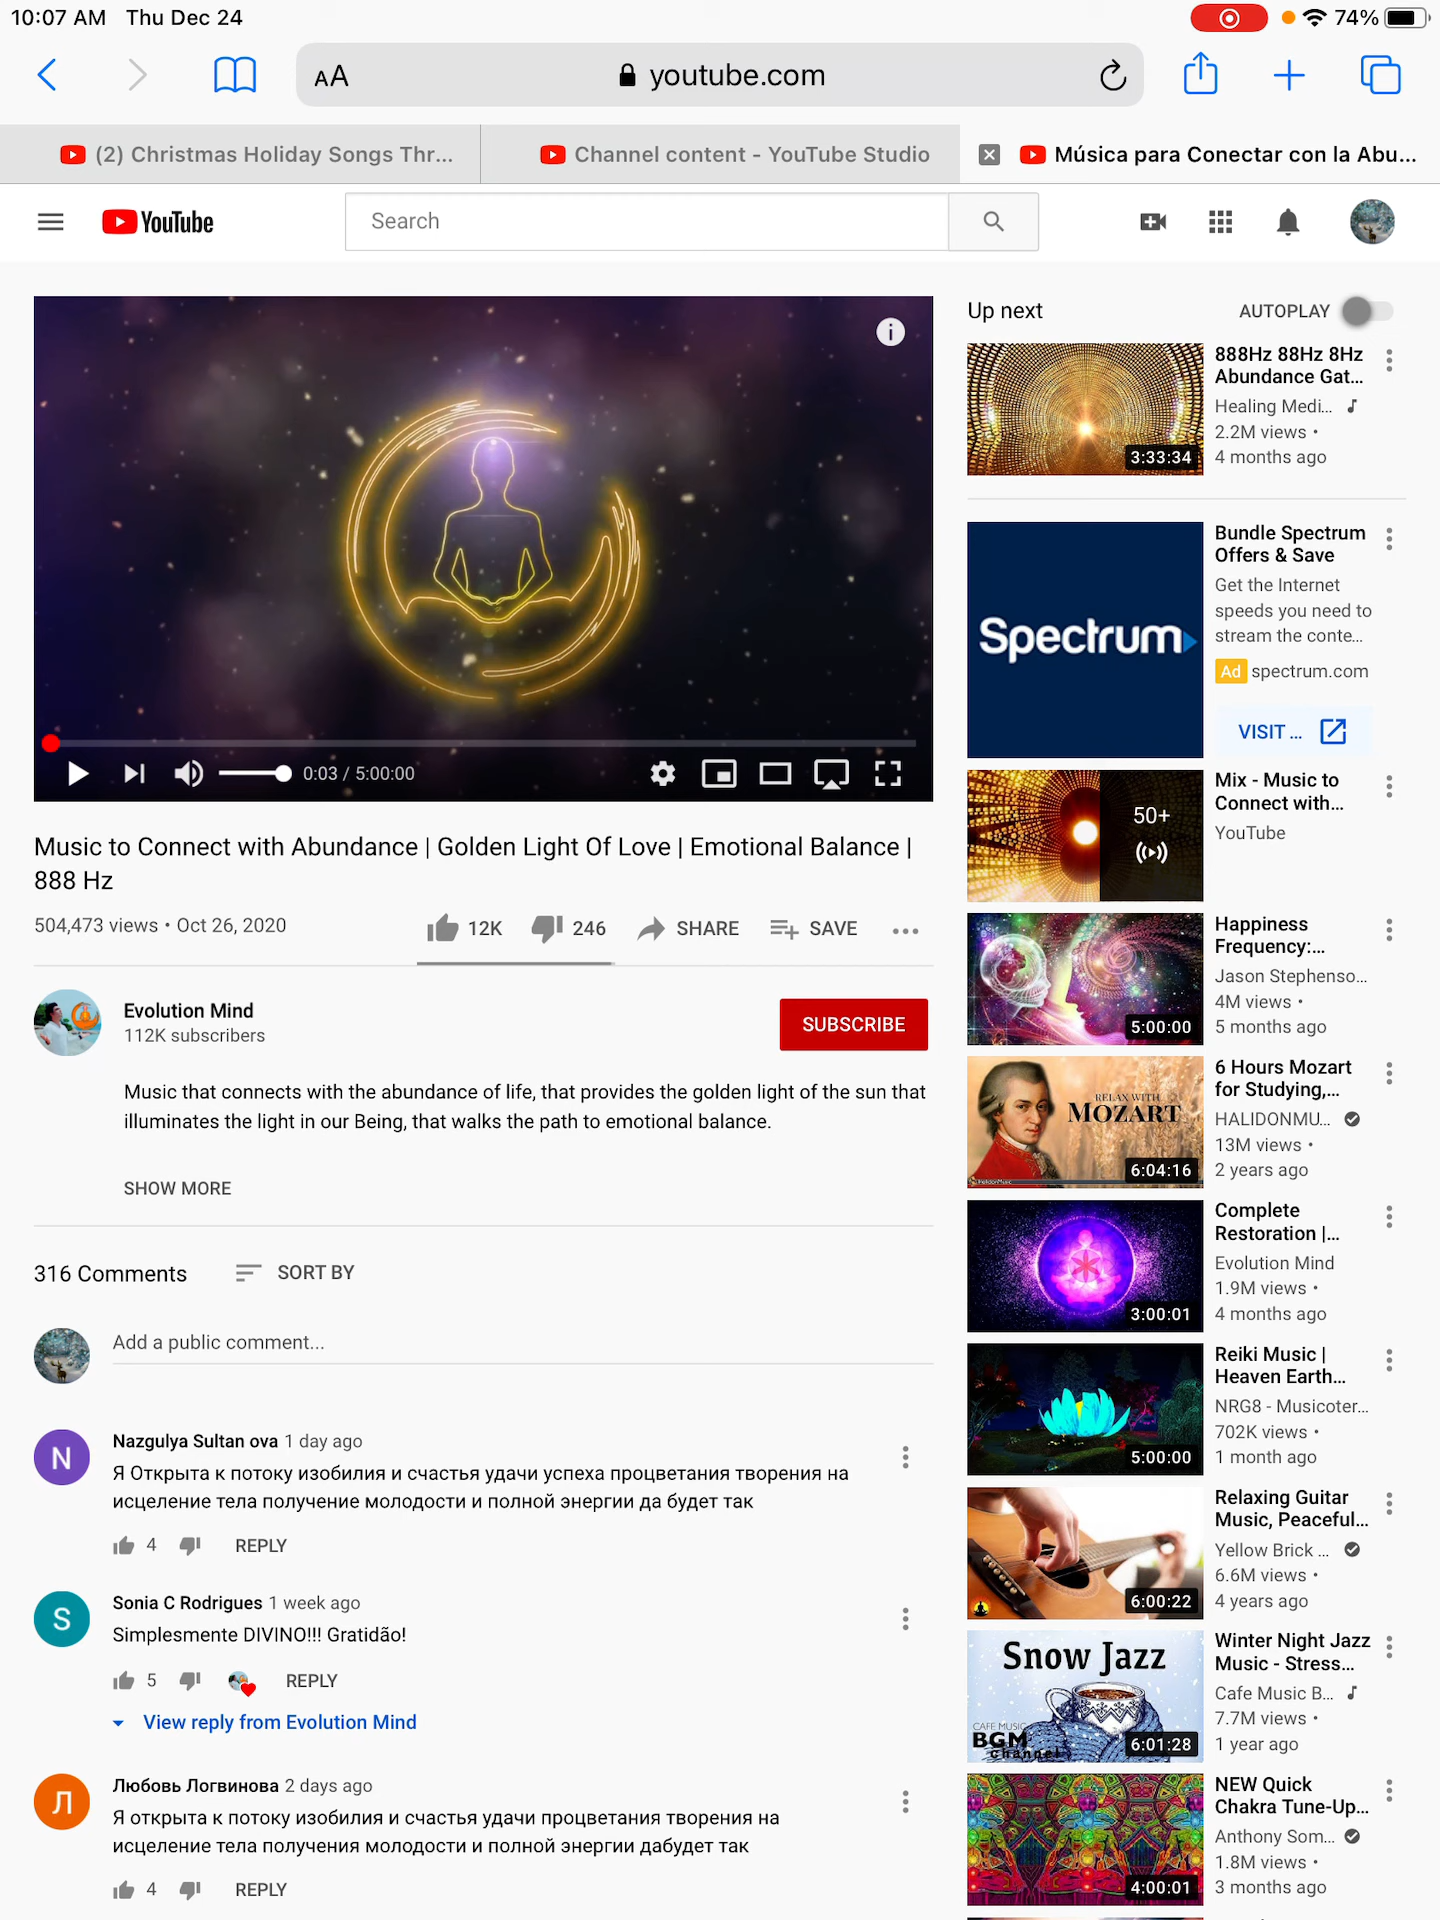 10:07 AM Thu Dec 24
74%
AA
youtube.com
(2) Christmas Holiday Songs Thr...
Channel content - YouTube Studio
Música para Conectar con la Abu...
YouTube
Search
0:03 / 5:00:00
Music to Connect with Abundance | Golden Light Of Love | Emotional Balance |
888 Hz
504,473 views • Oct 26, 2020
12K
246
SHARE
SAVE
Evolution Mind
112K subscribers
SUBSCRIBE
Music that connects with the abundance of life, that provides the golden light of the sun that
illuminates the light in our Being, that walks the path to emotional balance.
SHOW MORE
316 Comments
SORT BY
Add a public comment...
N
Nazgulya Sultan ova 1 day ago
Я Открыта к потоку изобилия и счастья удачи успеха процветания творения на
исцеление тела получение молодости и полной энергии да будет так
4
REPLY
S
Sonia C Rodrigues 1 week ago
Simplesmente DIVINO!!! Gratidão!
5
REPLY
View reply from Evolution Mind
Л
Любовь Логвинова 2 days ago
Я открыта к потоку изобилия и счастья удачи процветания творения на
исцеление тела получения молодости и полной энергии дабудет так
4
REPLY
Up next
AUTOPLAY
3:33:34
888Hz 88Hz 8Hz
Abundance Gat...
Healing Medi...
2.2M views •
4 months ago
Spectrum
Bundle Spectrum
Offers & Save
Get the Internet
speeds you need to
stream the conte...
Ad spectrum.com
VISIT ...
50+
Mix - Music to
Connect with...
YouTube
5:00:00
Happiness
Frequency:...
Jason Stephenso...
4M views •
5 months ago
RELAX WITH
MOZART
6:04:16
6 Hours Mozart
for Studying,...
HALIDONMU...
13M views •
2 years ago
3:00:01
Complete
Restoration |...
Evolution Mind
1.9M views •
4 months ago
5:00:00
Reiki Music |
Heaven Earth...
NRG8 - Musicoter...
702K views •
1 month ago
6:00:22
Relaxing Guitar
Music, Peaceful...
Yellow Brick ...
6.6M views •
4 years ago
Snow Jazz
CAFE MUSIC
BGM
channel
6:01:28
Winter Night Jazz
Music - Stress...
Cafe Music B...
7.7M views •
1 year ago
4:00:01
NEW Quick
Chakra Tune-Up...
Anthony Som...
1.8M views •
3 months ago